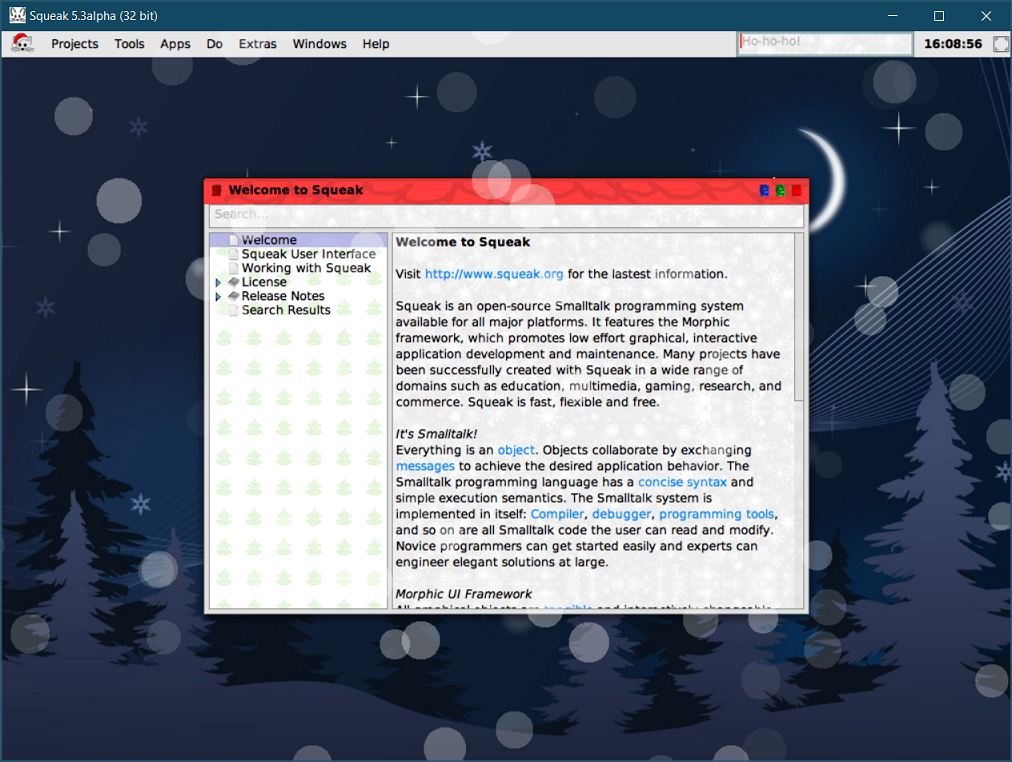 Squeak 5.3alpha (32 bit)
Projects Tools Apps Do Extras Windows Help Ho-ho-ho! 16:08:56
Welcome to Squeak
Search...
Welcome
Squeak User Interface
Working with Squeak
License
Release Notes
Search Results
Welcome to Squeak
Visit http://www.squeak.org for the lastest information.
Squeak is an open-source Smalltalk programming system
available for all major platforms. It features the Morphic
framework, which promotes low effort graphical, interactive
application development and maintenance. Many projects have
been successfully created with Squeak in a wide range of
domains such as education, multimedia, gaming, research, and
commerce. Squeak is fast, flexible and free.
It's Smalltalk!
Everything is an object. Objects collaborate by exchanging
messages to achieve the desired application behavior. The
Smalltalk programming language has a concise syntax and
simple execution semantics. The Smalltalk system is
implemented in itself: Compiler, debugger, programming tools,
and so on are all Smalltalk code the user can read and modify.
Novice programmers can get started easily and experts can
engineer elegant solutions at large.
Morphic UI Framework
All graphical objects are tangible and interactively changeable.